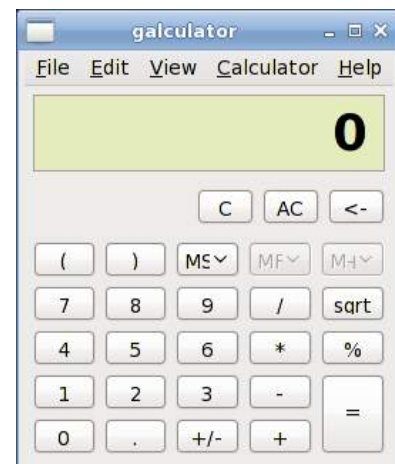 galculator
File Edit View Calculator Help
0
C AC <-
( ) MS
7 8 9 / sqrt
4 5 6 * %
1 2 3 - =
0 . +/- +